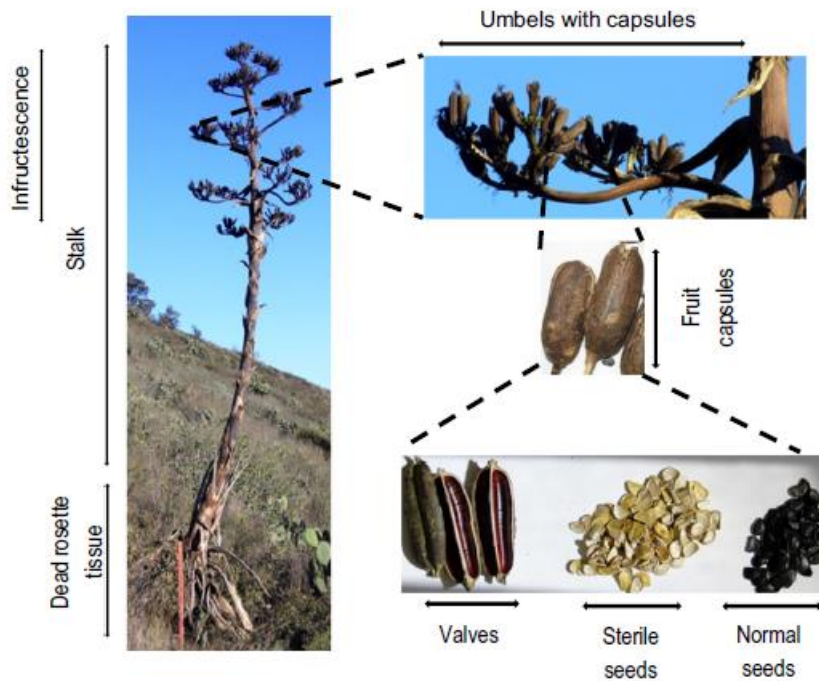 Umbels with capsules
Infructescence
Stalk
Fruit
capsules
Dead rosette
tissue
Valves
Sterile
seeds
Normal
seeds